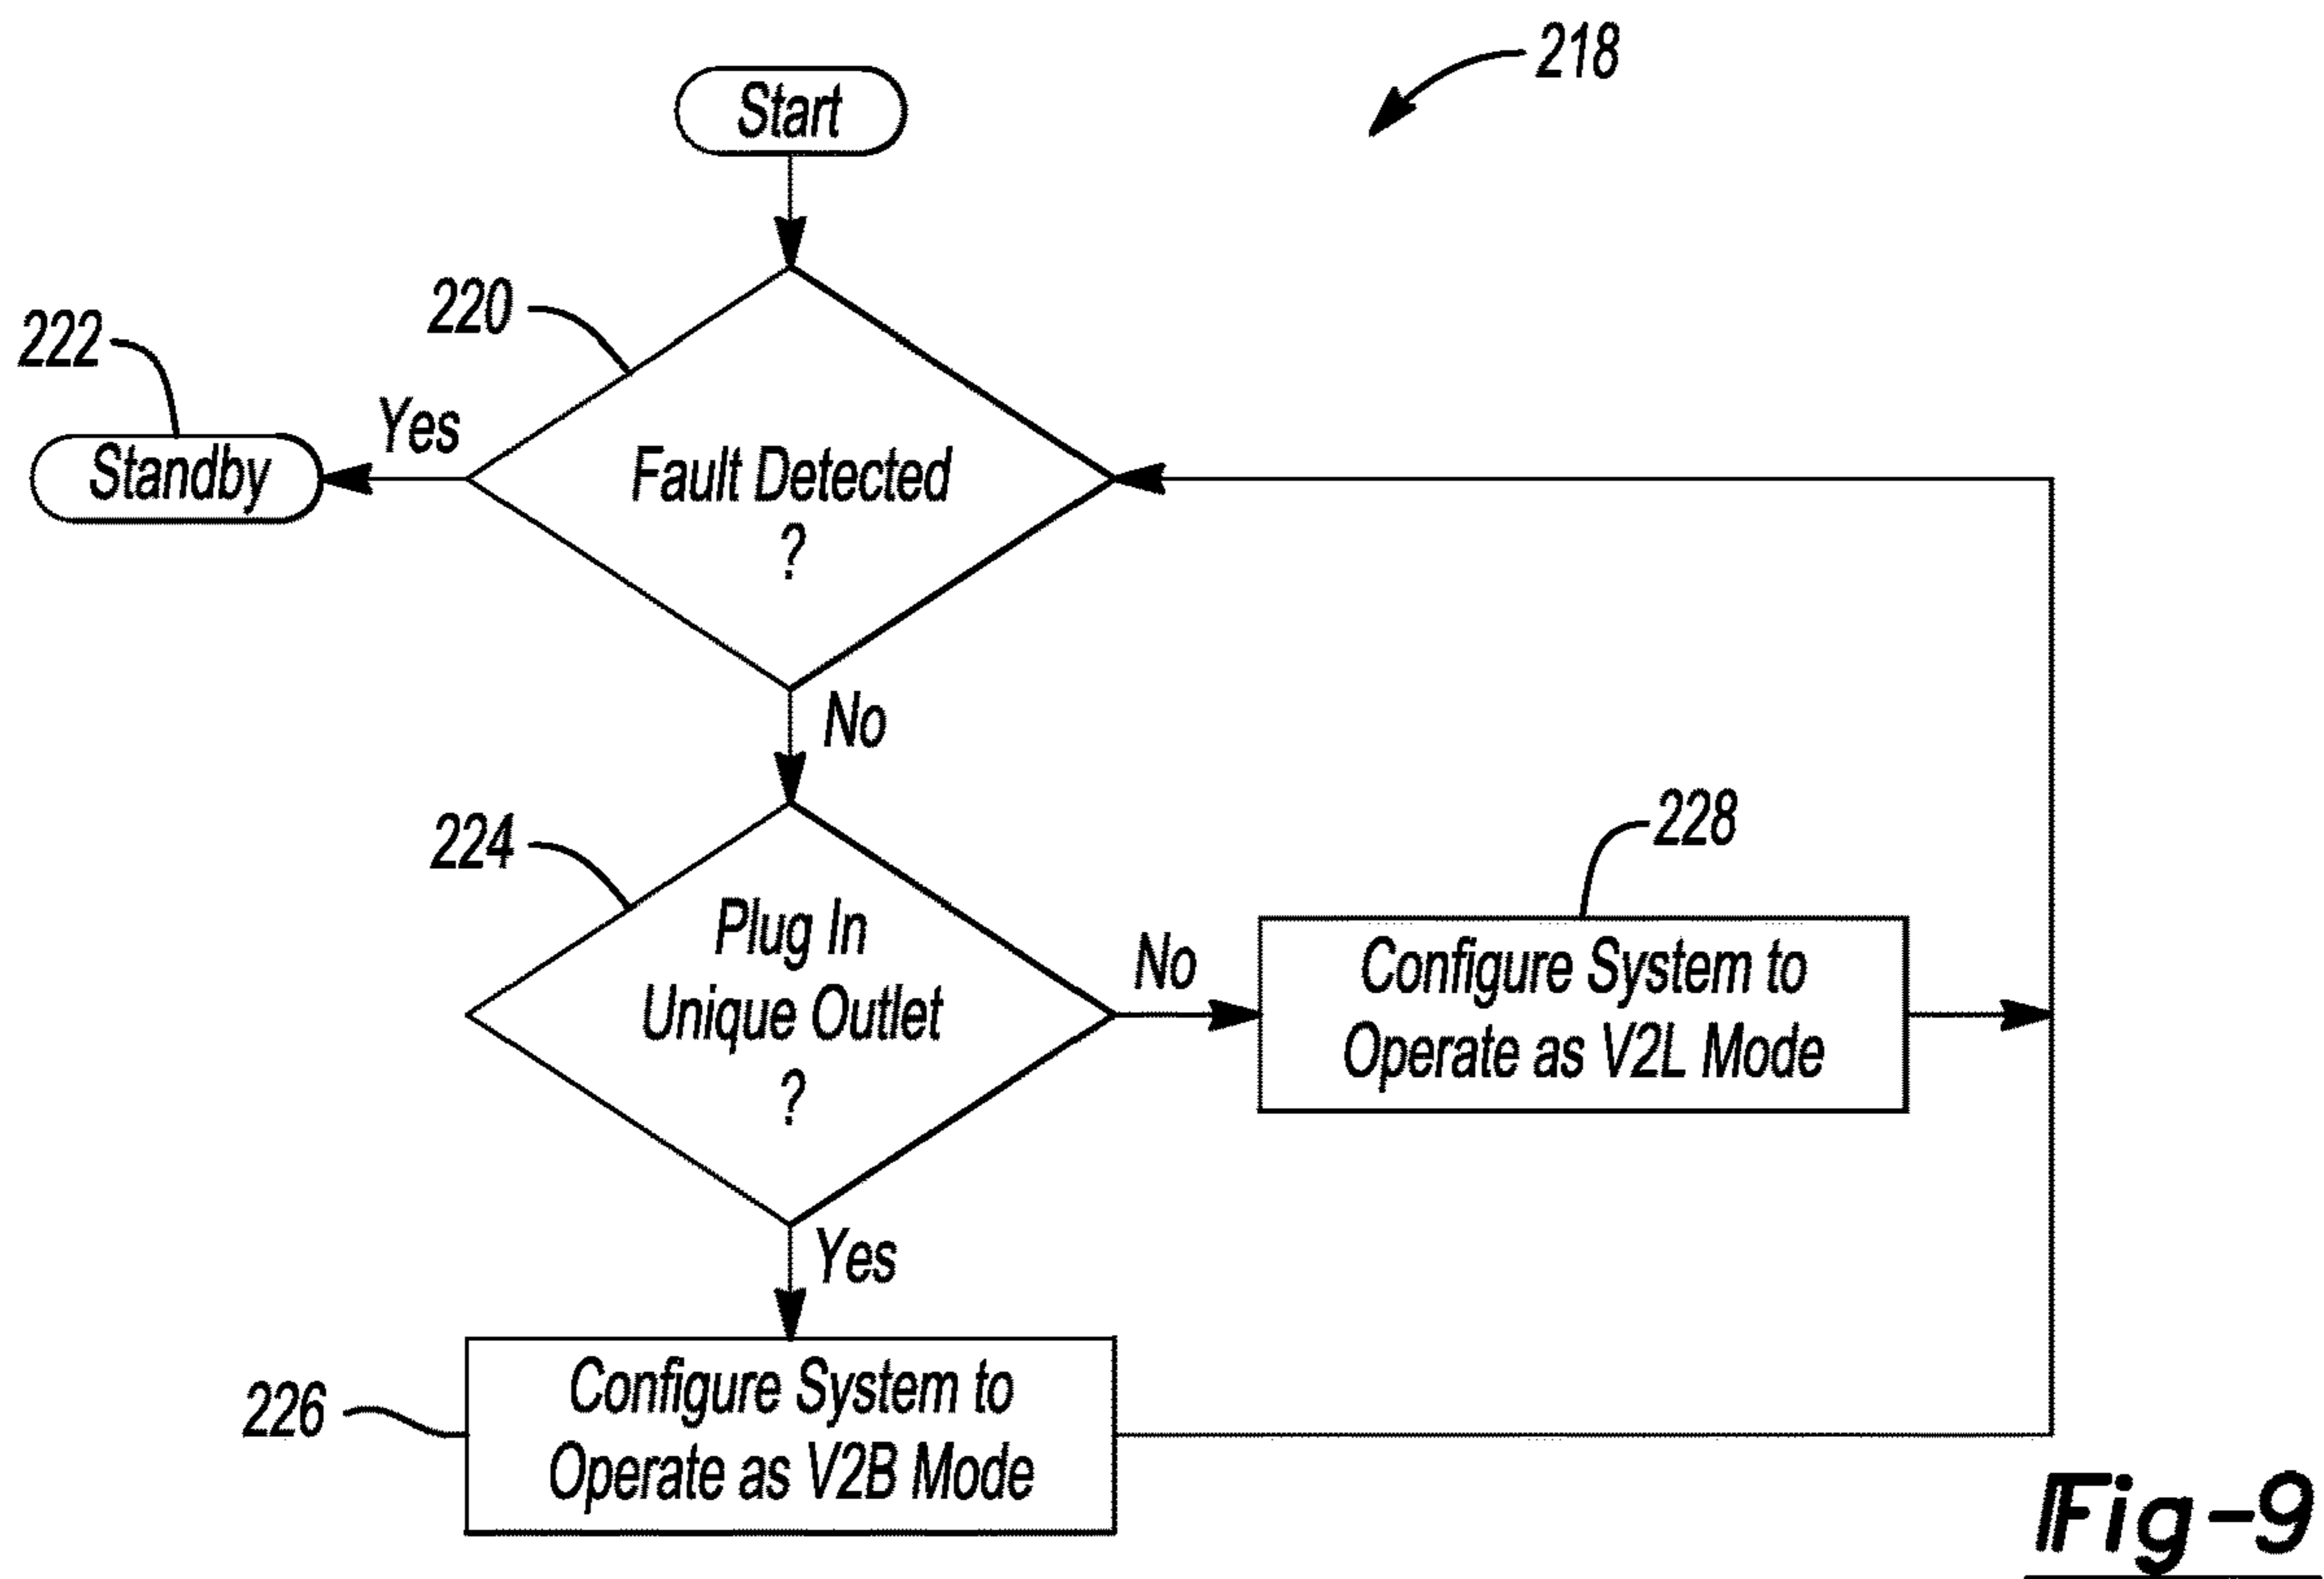 218
Start
220
222
Yes
Standby
Fault Detected
?
No
224
228
Plug In
Unique Outlet
?
No
Configure System to
Operate as V2L Mode
Yes
226
Configure System to
Operate as V2B Mode
Fig-9